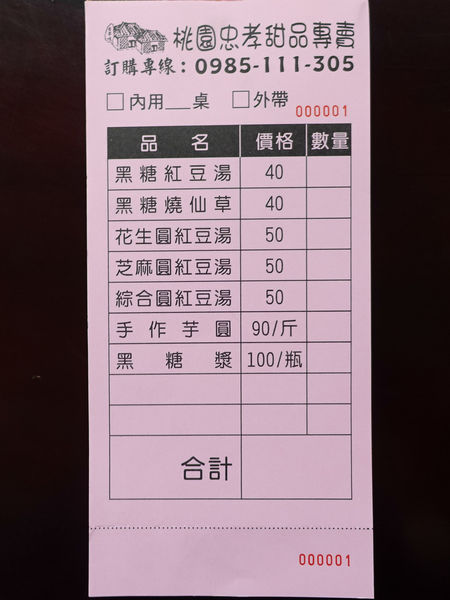 桃園忠孝甜品專賣
訂購專線：0985-111-305
□內用__桌 □外帶
000001
品名 價格 數量
黑糖紅豆湯 40
黑糖燒仙草 40
花生圓紅豆湯 50
芝麻圓紅豆湯 50
綜合圓紅豆湯 50
手作芋圓 90/斤
黑糖漿 100/瓶
合計
000001